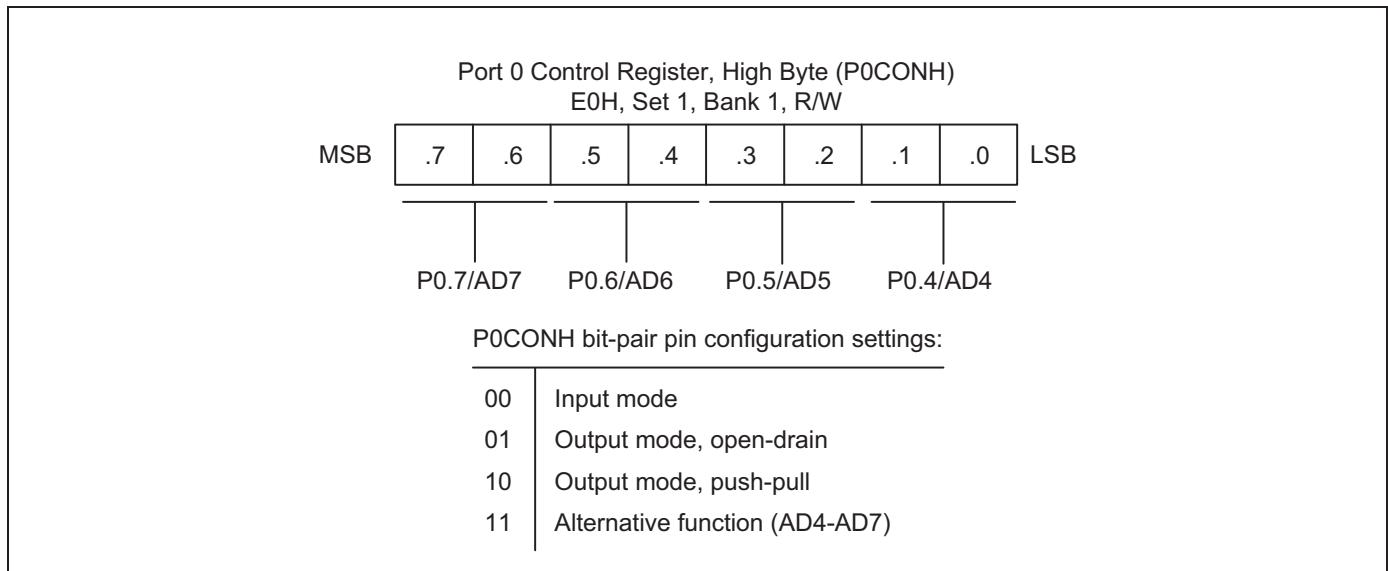 Port 0 Control Register, High Byte (P0CONH)
E0H, Set 1, Bank 1, R/W
MSB .7 .6 .5 .4 .3 .2 .1 .0 LSB
P0.7/AD7 P0.6/AD6 P0.5/AD5 P0.4/AD4
P0CONH bit-pair pin configuration settings:
00 Input mode
01 Output mode, open-drain
10 Output mode, push-pull
11 Alternative function (AD4-AD7)